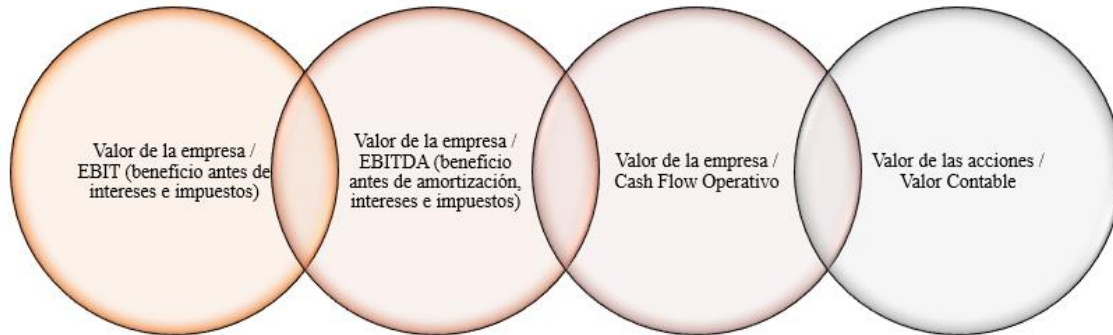 Valor de la empresa /
EBIT (beneficio antes de
intereses e impuestos)
Valor de la empresa /
EBITDA (beneficio
antes de amortización,
intereses e impuestos)
Valor de la empresa /
Cash Flow Operativo
Valor de las acciones /
Valor Contable